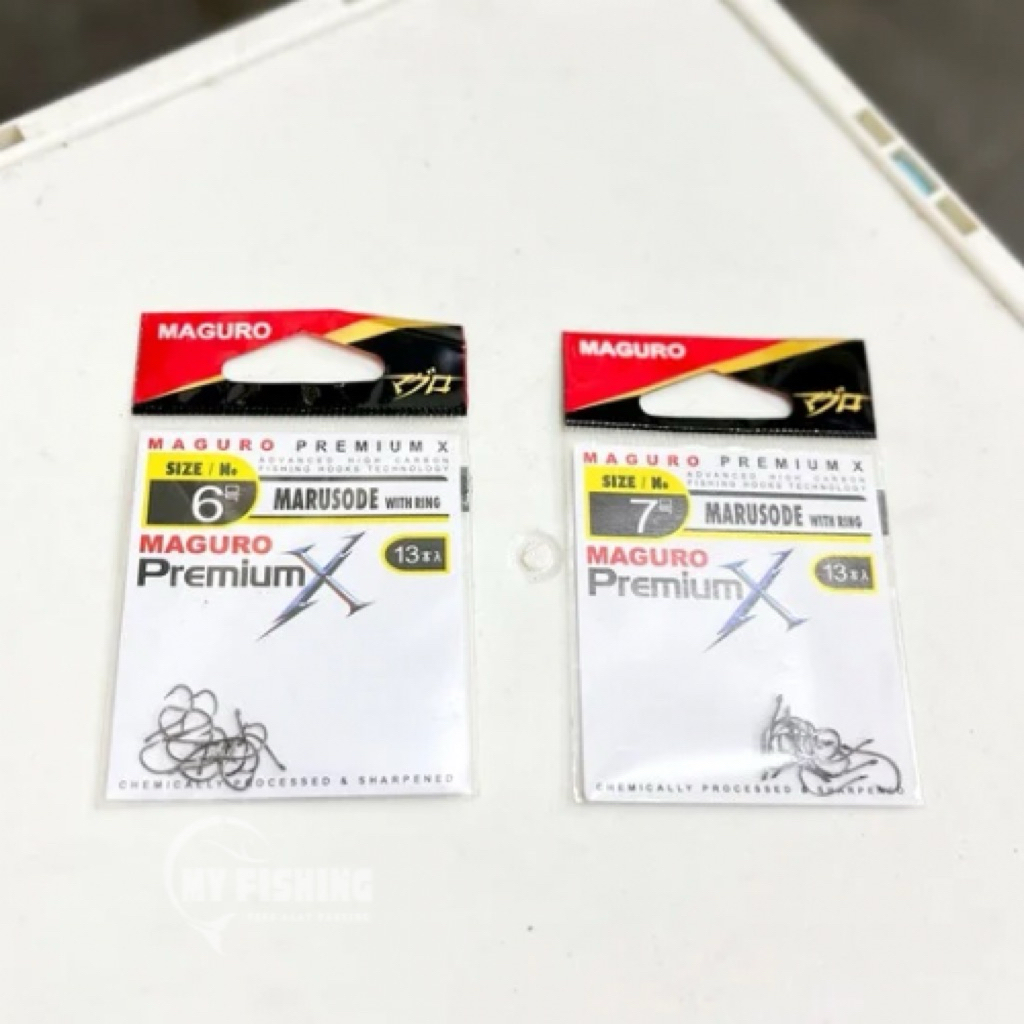 MAGURO
マグロ
MAGURO PREMIUM X
ADVANCED HIGH CARBON
FISHING HOOKS TECHNOLOGY
SIZE / No
6号
MARUSODE WITH RING
MAGURO
Premium X
13本入
CHEMICALLY PROCESSED & SHARPENED
MAGURO
マグロ
MAGURO PREMIUM X
ADVANCED HIGH CARBON
FISHING HOOKS TECHNOLOGY
SIZE / No
7号
MARUSODE WITH RING
MAGURO
Premium X
13本入
CHEMICALLY PROCESSED & SHARPENED
MY FISHING